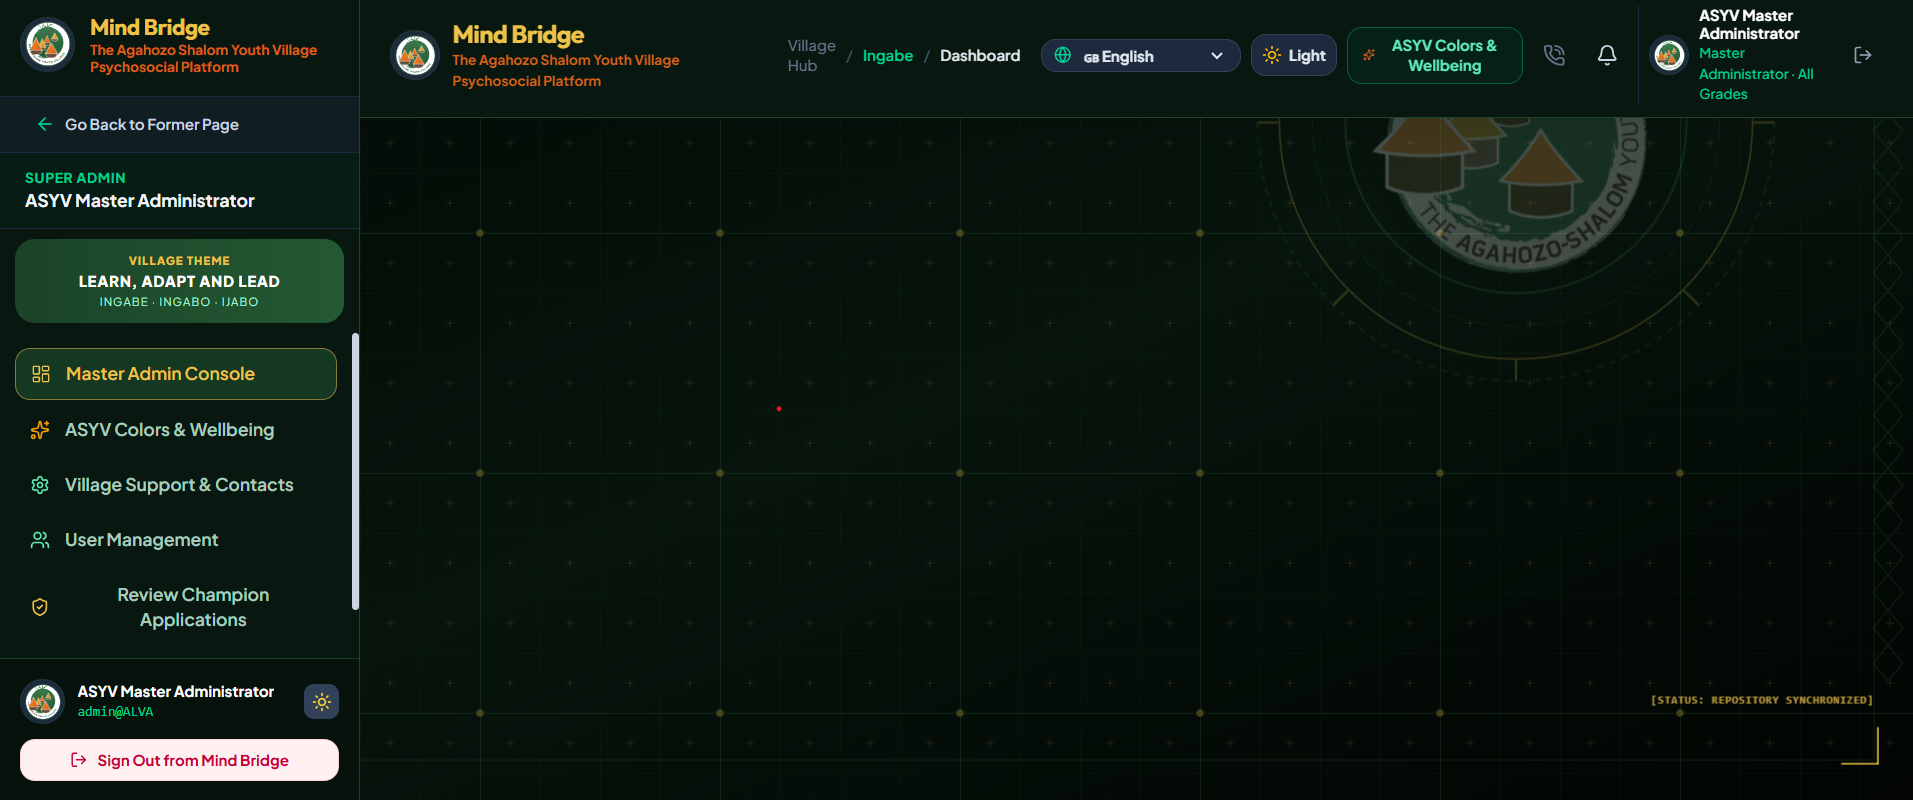 Mind Bridge
The Agahozo Shalom Youth Village
Psychosocial Platform
Go Back to Former Page
SUPER ADMIN
ASYV Master Administrator
VILLAGE THEME
LEARN, ADAPT AND LEAD
INGABE · INGABO · IJABO
Master Admin Console
ASYV Colors & Wellbeing
Village Support & Contacts
User Management
Review Champion
Applications
ASYV Master Administrator
admin@ALVA
Sign Out from Mind Bridge
Mind Bridge
The Agahozo Shalom Youth Village
Psychosocial Platform
Village
Hub
/ Ingabe / Dashboard
GB English
Light
ASYV Colors &
Wellbeing
ASYV Master
Administrator
Master
Administrator · All
Grades
THE AGAHOZO-SHALOM YOU
[STATUS: REPOSITORY SYNCHRONIZED]